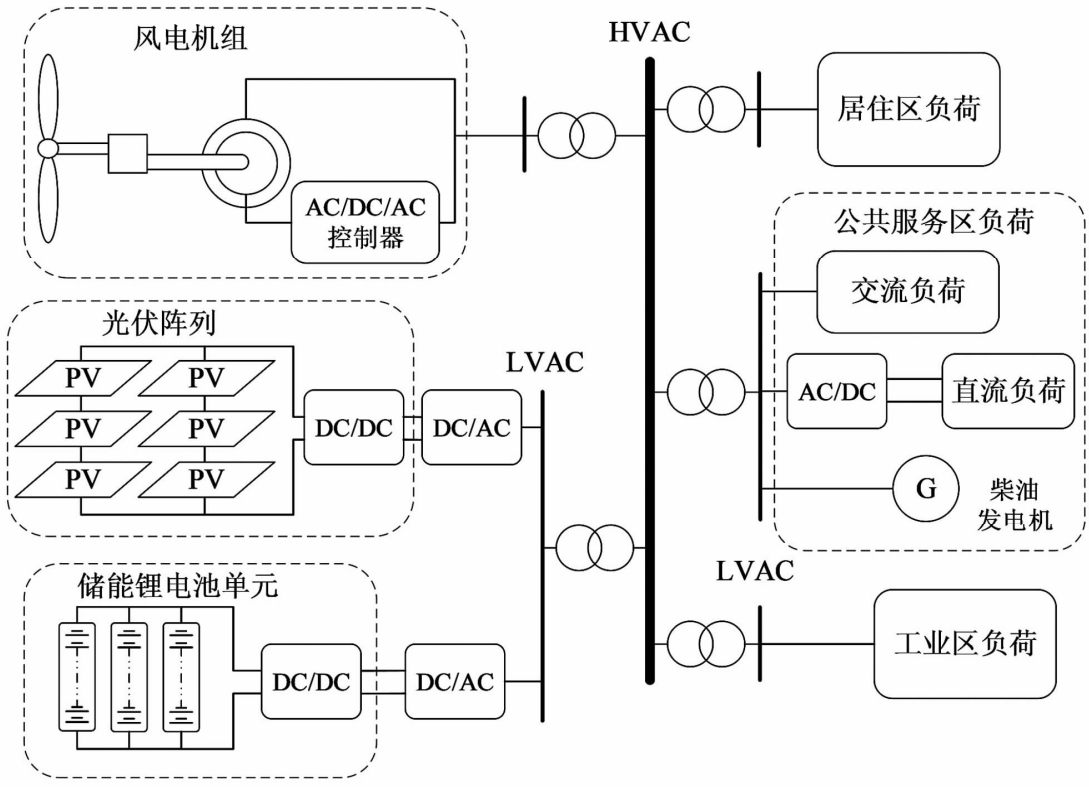 风电机组
HVAC
居住区负荷
AC/DC/AC
控制器
公共服务区负荷
交流负荷
光伏阵列
LVAC
PV
PV
AC/DC
直流负荷
DC/DC
DC/AC
PV
PV
PV
PV
G
柴油
发电机
储能锂电池单元
LVAC
工业区负荷
DC/DC
DC/AC